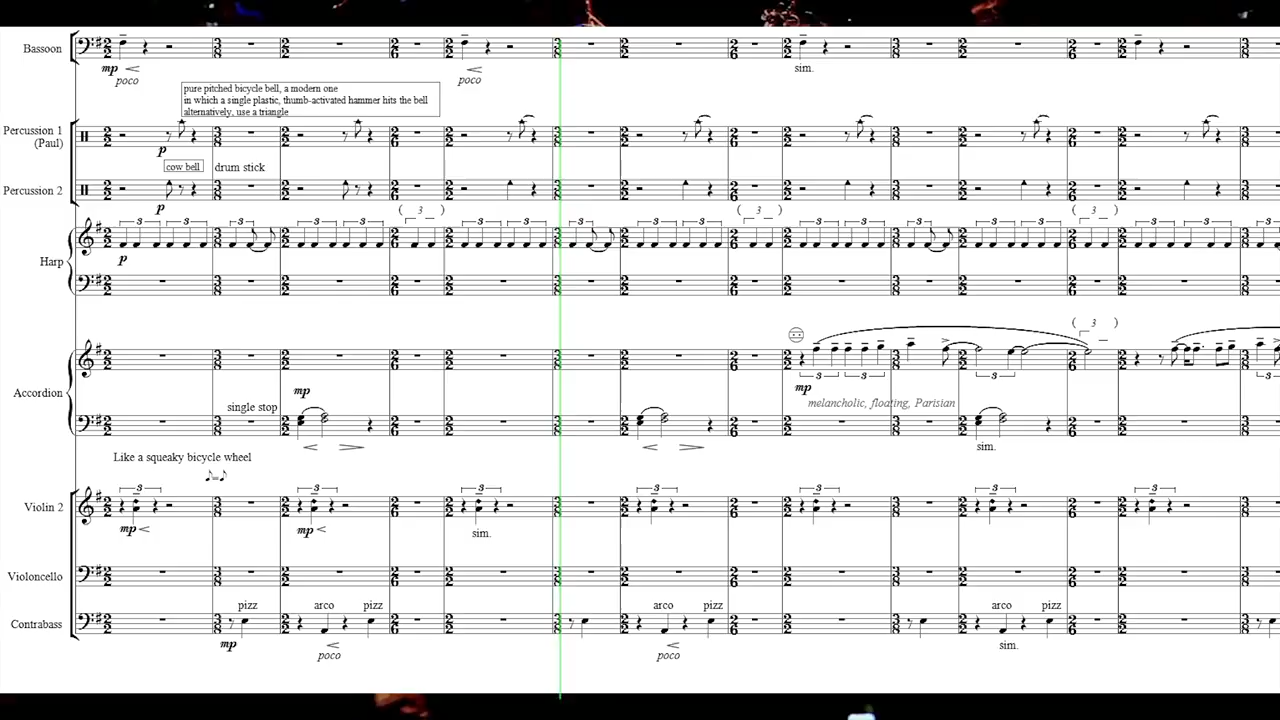 Bassoon
mp
poco
poco
sim.
pure pitched bicycle bell, a modern one
in which a single plastic, thumb-activated hammer hits the bell
alternatively, use a triangle
Percussion 1
(Paul)
p
cow bell
drum stick
Percussion 2
p
Harp
p
Accordion
mp
single stop
mp
melancholic, floating, Parisian
sim.
Like a squeaky bicycle wheel
Violin 2
mp
mp
sim.
Violoncello
pizz arco pizz pizz arco pizz pizz arco pizz
Contrabass
mp
poco
poco
sim.